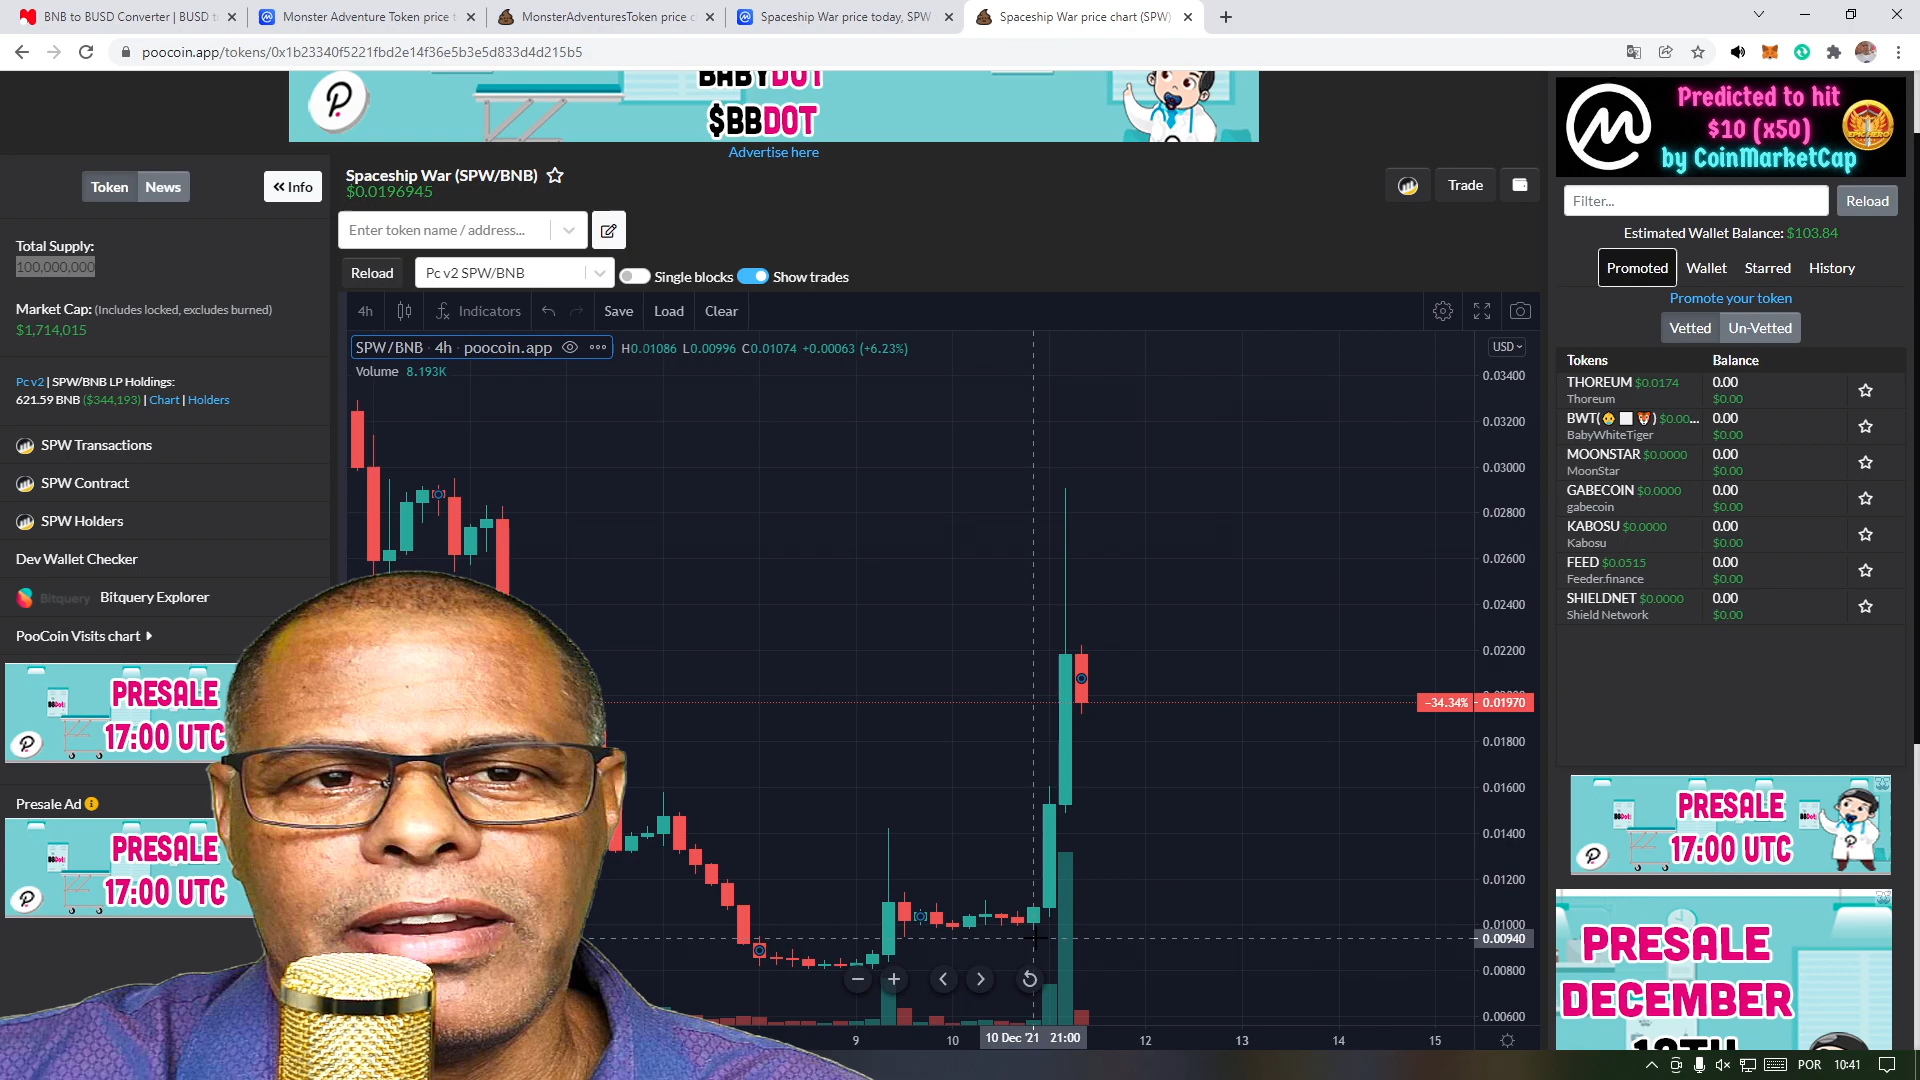 BNB to BUSD Converter | BUSD t
Monster Adventure Token price t
MonsterAdventuresToken price c
Spaceship War price today, SPW
Spaceship War price chart (SPW)
poocoin.app/tokens/0x1b23340f5221fbd2e14f36e5b3e5d833d4d215b5
BABYDOT
$BBDOT
Advertise here
Predicted to hit
$10 (x50)
by CoinMarketCap
Token
News
Info
Spaceship War (SPW/BNB)
$0.0196945
Trade
Filter...
Reload
Total Supply:
100,000,000
Enter token name / address...
Estimated Wallet Balance: $103.84
Market Cap: (Includes locked, excludes burned)
$1,714,015
Reload
Pc v2 SPW/BNB
Single blocks
Show trades
Promoted
Wallet
Starred
History
Promote your token
Vetted
Un-Vetted
4h
Indicators
Save
Load
Clear
SPW/BNB · 4h · poocoin.app
H0.01086 L0.00996 C0.01074 +0.00063 (+6.23%)
Volume 8.193K
USD
Pc v2 | SPW/BNB LP Holdings:
621.59 BNB ($344,193) | Chart | Holders
SPW Transactions
SPW Contract
SPW Holders
Dev Wallet Checker
Bitquery
Bitquery Explorer
PooCoin Visits chart
PRESALE
17:00 UTC
Presale Ad
PRESALE
17:00 UTC
0.03400
0.03200
0.03000
0.02800
0.02600
0.02400
0.02200
-34.34%
0.01970
0.01800
0.01600
0.01400
0.01200
0.01000
0.00940
0.00800
0.00600
9
10
10 Dec '21 21:00
12
13
14
15
Tokens
Balance
THOREUM $0.0174
0.00
Thoreum
$0.00
BWT( ) $0.00...
0.00
BabyWhiteTiger
$0.00
MOONSTAR $0.0000
0.00
MoonStar
$0.00
GABECOIN $0.0000
0.00
gabecoin
$0.00
KABOSU $0.0000
0.00
Kabosu
$0.00
FEED $0.0515
0.00
Feeder.finance
$0.00
SHIELDNET $0.0000
0.00
Shield Network
$0.00
PRESALE
17:00 UTC
PRESALE
DECEMBER
POR
10:41